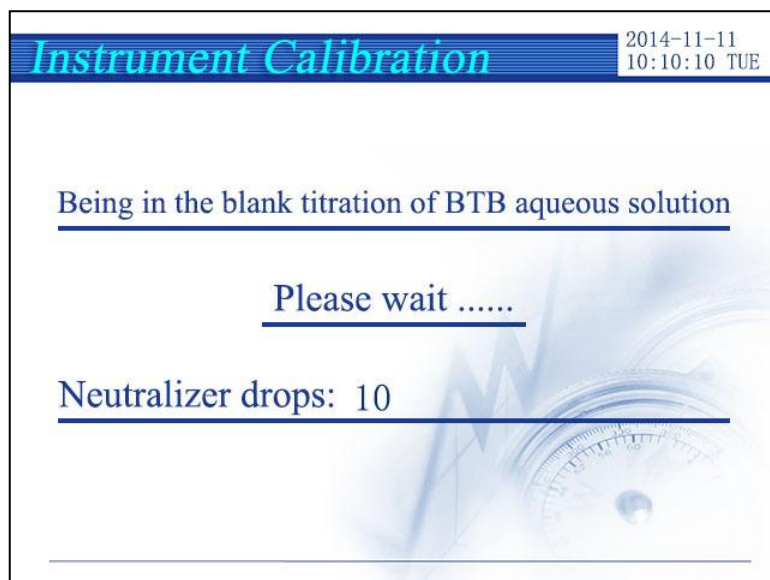 Instrument Calibration
2014-11-11
10:10:10 TUE
Being in the blank titration of BTB aqueous solution
Please wait ......
Neutralizer drops: 10